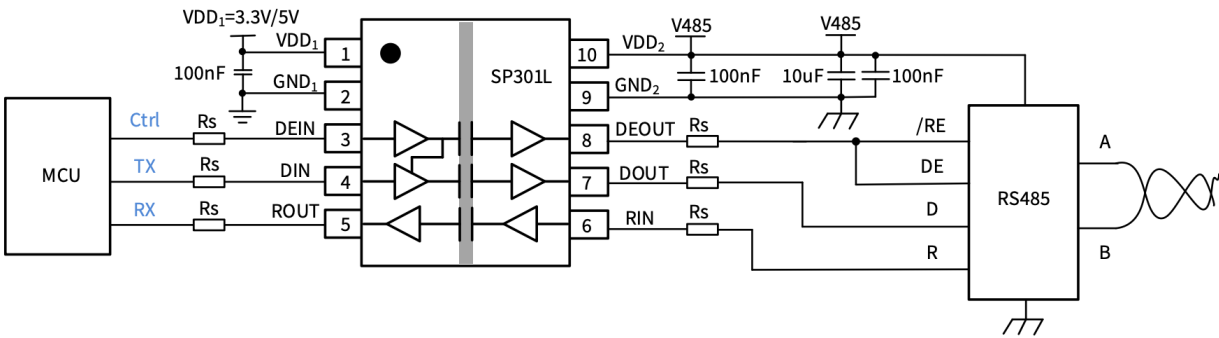 VDD₁=3.3V/5V
VDD₁
1
100nF
GND₁
2
SP301L
10
VDD₂
V485
V485
100nF
10uF
100nF
9
GND₂
MCU
Ctrl
Rs
DEIN
3
8
DEOUT
Rs
/RE
DE
TX
Rs
DIN
4
7
DOUT
Rs
D
RX
Rs
ROUT
5
6
RIN
Rs
R
RS485
A
B